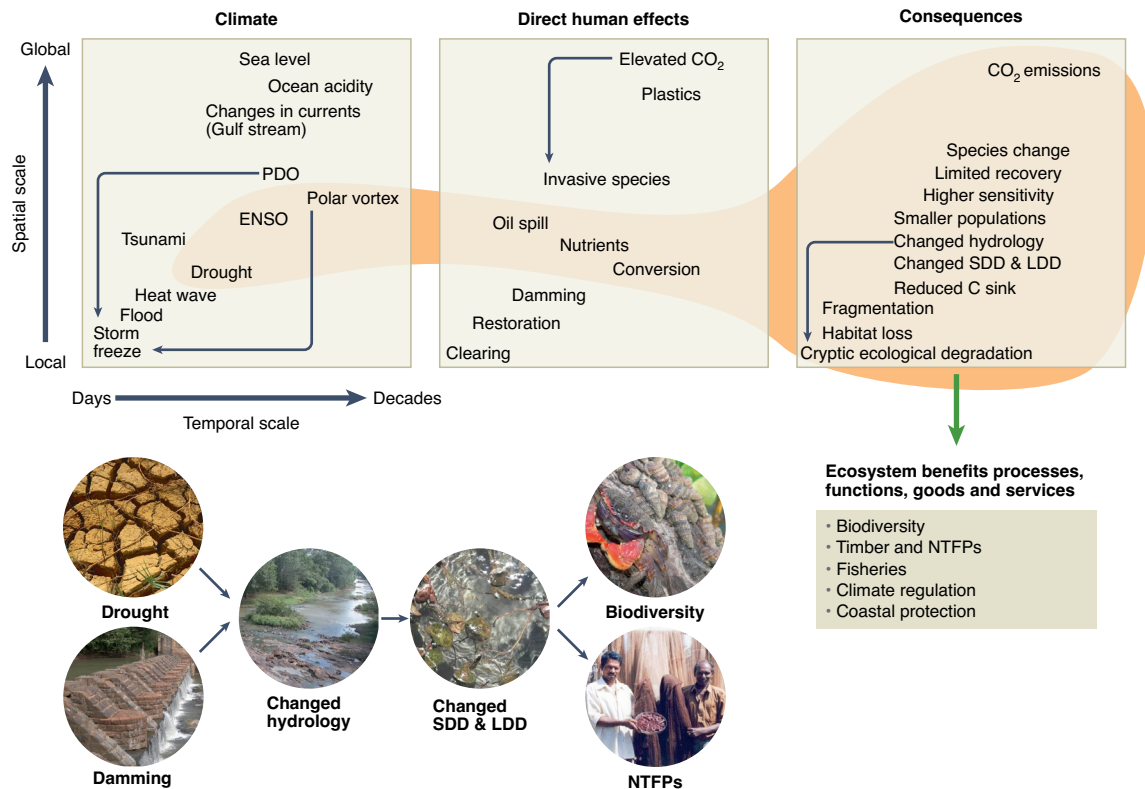 Climate
Direct human effects
Consequences
Global
Spatial scale
Local
Sea level
Ocean acidity
Changes in currents
(Gulf stream)
PDO
Polar vortex
ENSO
Tsunami
Drought
Heat wave
Flood
Storm
freeze
Elevated CO₂
Plastics
Invasive species
Oil spill
Nutrients
Conversion
Damming
Restoration
Clearing
CO₂ emissions
Species change
Limited recovery
Higher sensitivity
Smaller populations
Changed hydrology
Changed SDD & LDD
Reduced C sink
Fragmentation
Habitat loss
Cryptic ecological degradation
Days
Decades
Temporal scale
Ecosystem benefits processes,
functions, goods and services
• Biodiversity
• Timber and NTFPs
• Fisheries
• Climate regulation
• Coastal protection
Drought
Damming
Changed
hydrology
Changed
SDD & LDD
Biodiversity
NTFPs